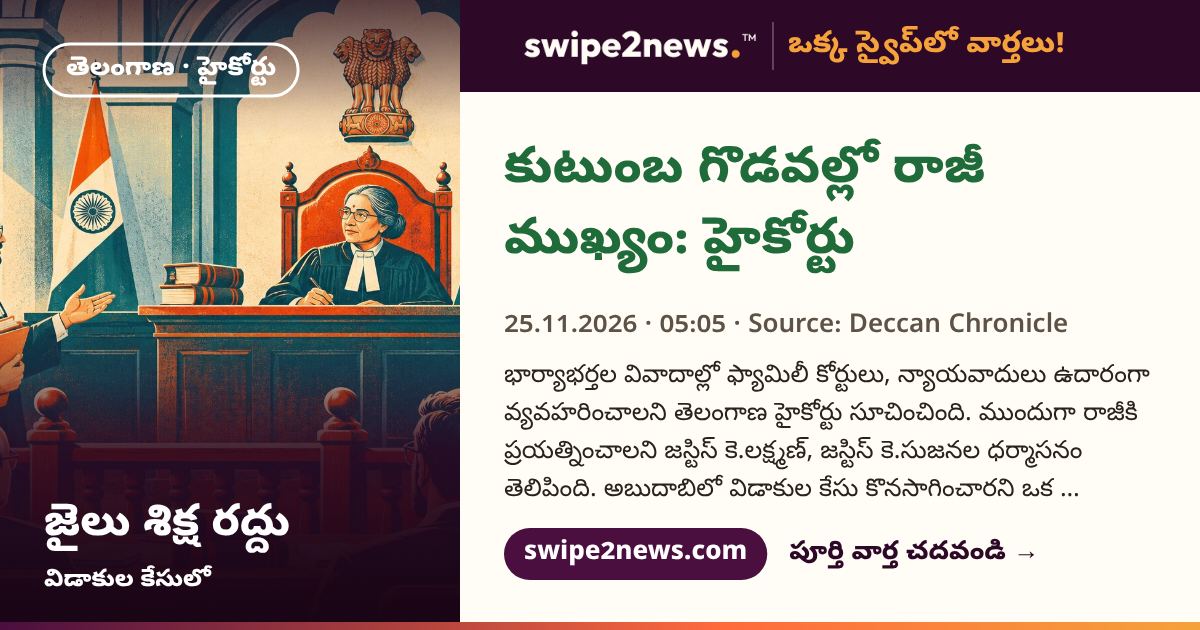 తెలంగాణ · హైకోర్టు
swipe2news.™
ఒక్క స్వైప్‌లో వార్తలు!
కుటుంబ గొడవల్లో రాజీ
ముఖ్యం: హైకోర్టు
25.11.2026 · 05:05 · Source: Deccan Chronicle
భార్యాభర్తల వివాదాల్లో ఫ్యామిలీ కోర్టులు, న్యాయవాదులు ఉదారంగా
వ్యవహరించాలని తెలంగాణ హైకోర్టు సూచించింది. ముందుగా రాజీకి
ప్రయత్నించాలని జస్టిస్ కె.లక్ష్మణ్, జస్టిస్ కె.సుజనల ధర్మాసనం
తెలిపింది. అబుదాబిలో విడాకుల కేసు కొనసాగించారని ఒక ...
swipe2news.com
పూర్తి వార్త చదవండి →
జైలు శిక్ష రద్దు
విడాకుల కేసులో